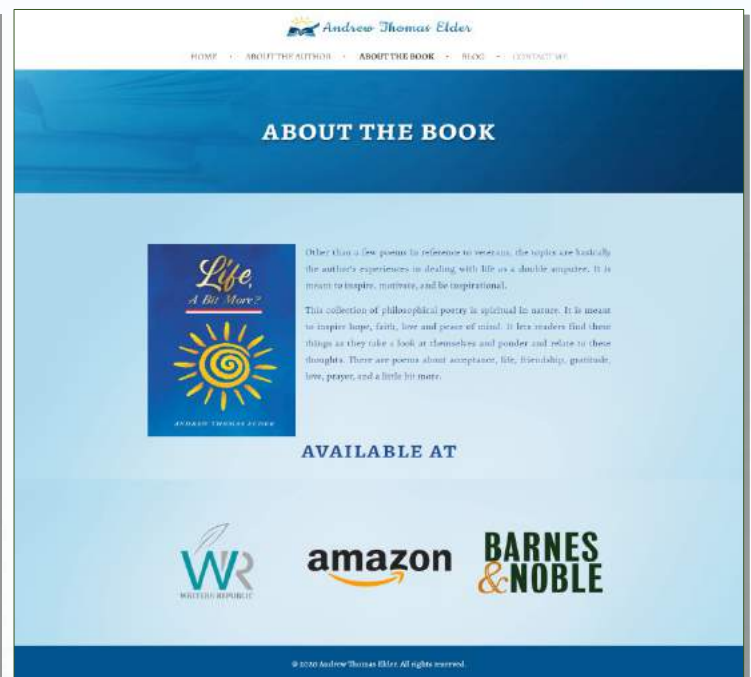 Andrew Thomas Elder
HOME · ABOUT THE AUTHOR · ABOUT THE BOOK · BLOG · CONTACT ME
ABOUT THE BOOK
Life,
A Bit More?
ANDREW THOMAS ELDER
Other than a few poems in reference to veterans, the topics are basically
the author's experiences in dealing with life as a double amputee. It is
meant to inspire, motivate, and be inspirational.
This collection of philosophical poetry is spiritual in nature. It is meant
to inspire hope, faith, love and peace of mind. It lets readers find these
things as they take a look at themselves and ponder and relate to these
thoughts. There are poems about acceptance, life, friendship, gratitude,
love, prayer, and a little bit more.
AVAILABLE AT
WR
WRITERS REPUBLIC
amazon
BARNES
&NOBLE
© 2020 Andrew Thomas Elder. All rights reserved.